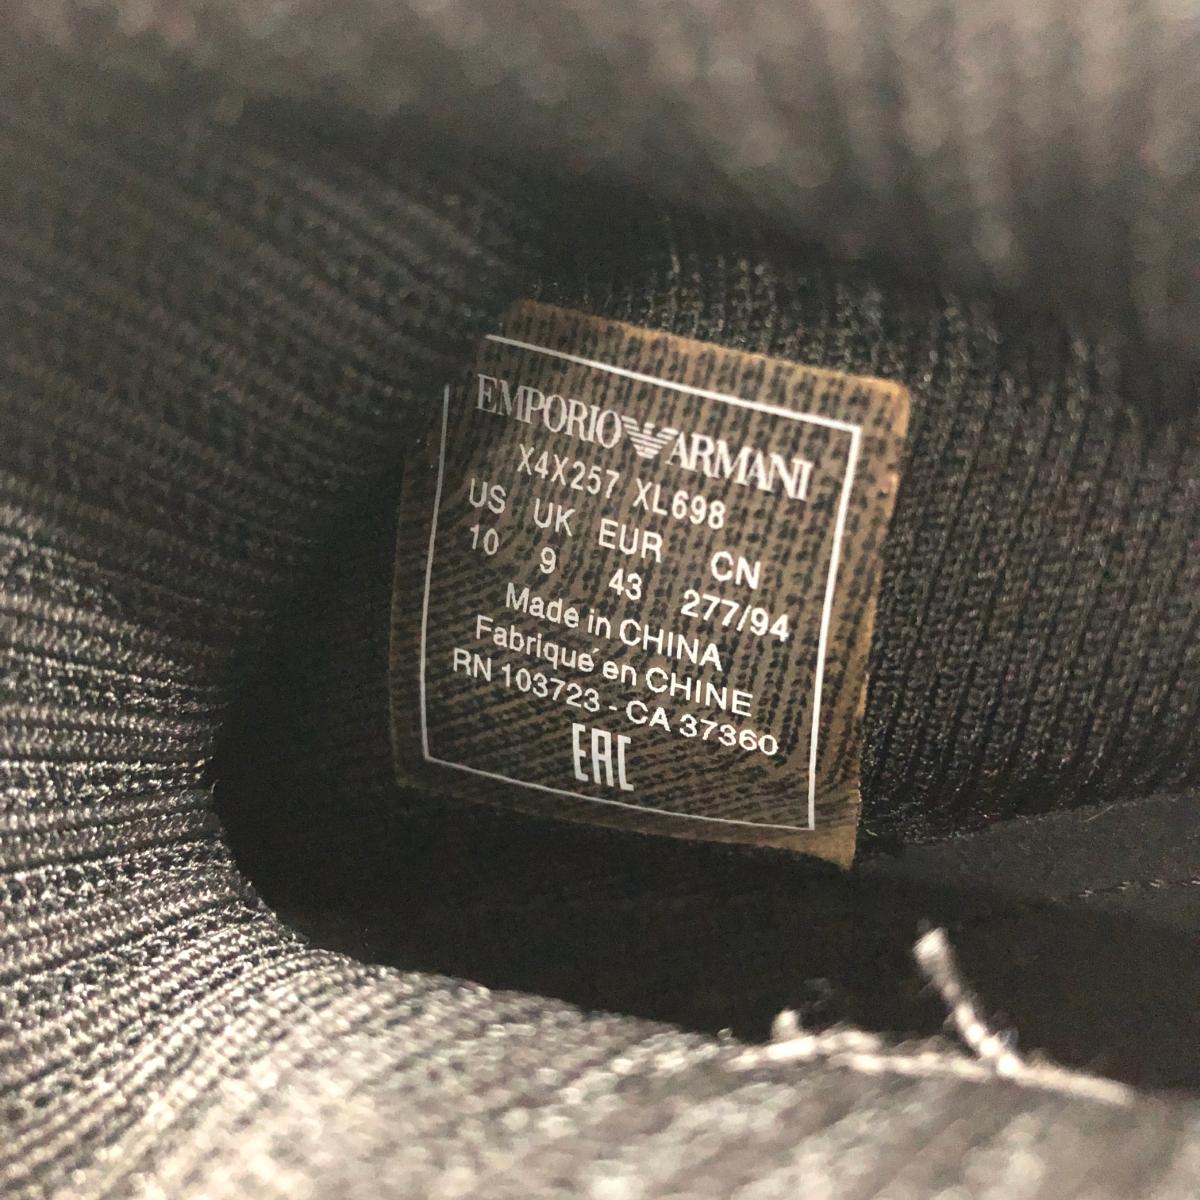 EMPORIO ARMANI
X4X257 XL698
US UK EUR CN
10 9 43 277/94
Made in CHINA
Fabriqué en CHINE
RN 103723 - CA 37360
EAC